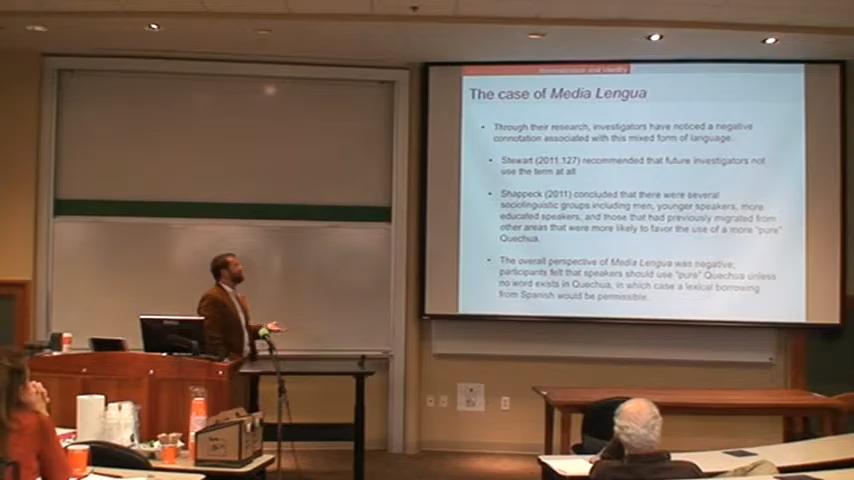 Normalization and Identity
The case of Media Lengua
• Through their research, investigators have noticed a negative
connotation associated with this mixed form of language.
• Stewart (2011:127) recommended that future investigators not
use the term at all
• Shappeck (2011) concluded that there were several
sociolinguistic groups including men, younger speakers, more
educated speakers, and those that had previously migrated from
other areas that were more likely to favor the use of a more "pure"
Quechua.
• The overall perspective of Media Lengua was negative;
participants felt that speakers should use "pure" Quechua unless
no word exists in Quechua, in which case a lexical borrowing
from Spanish would be permissible.